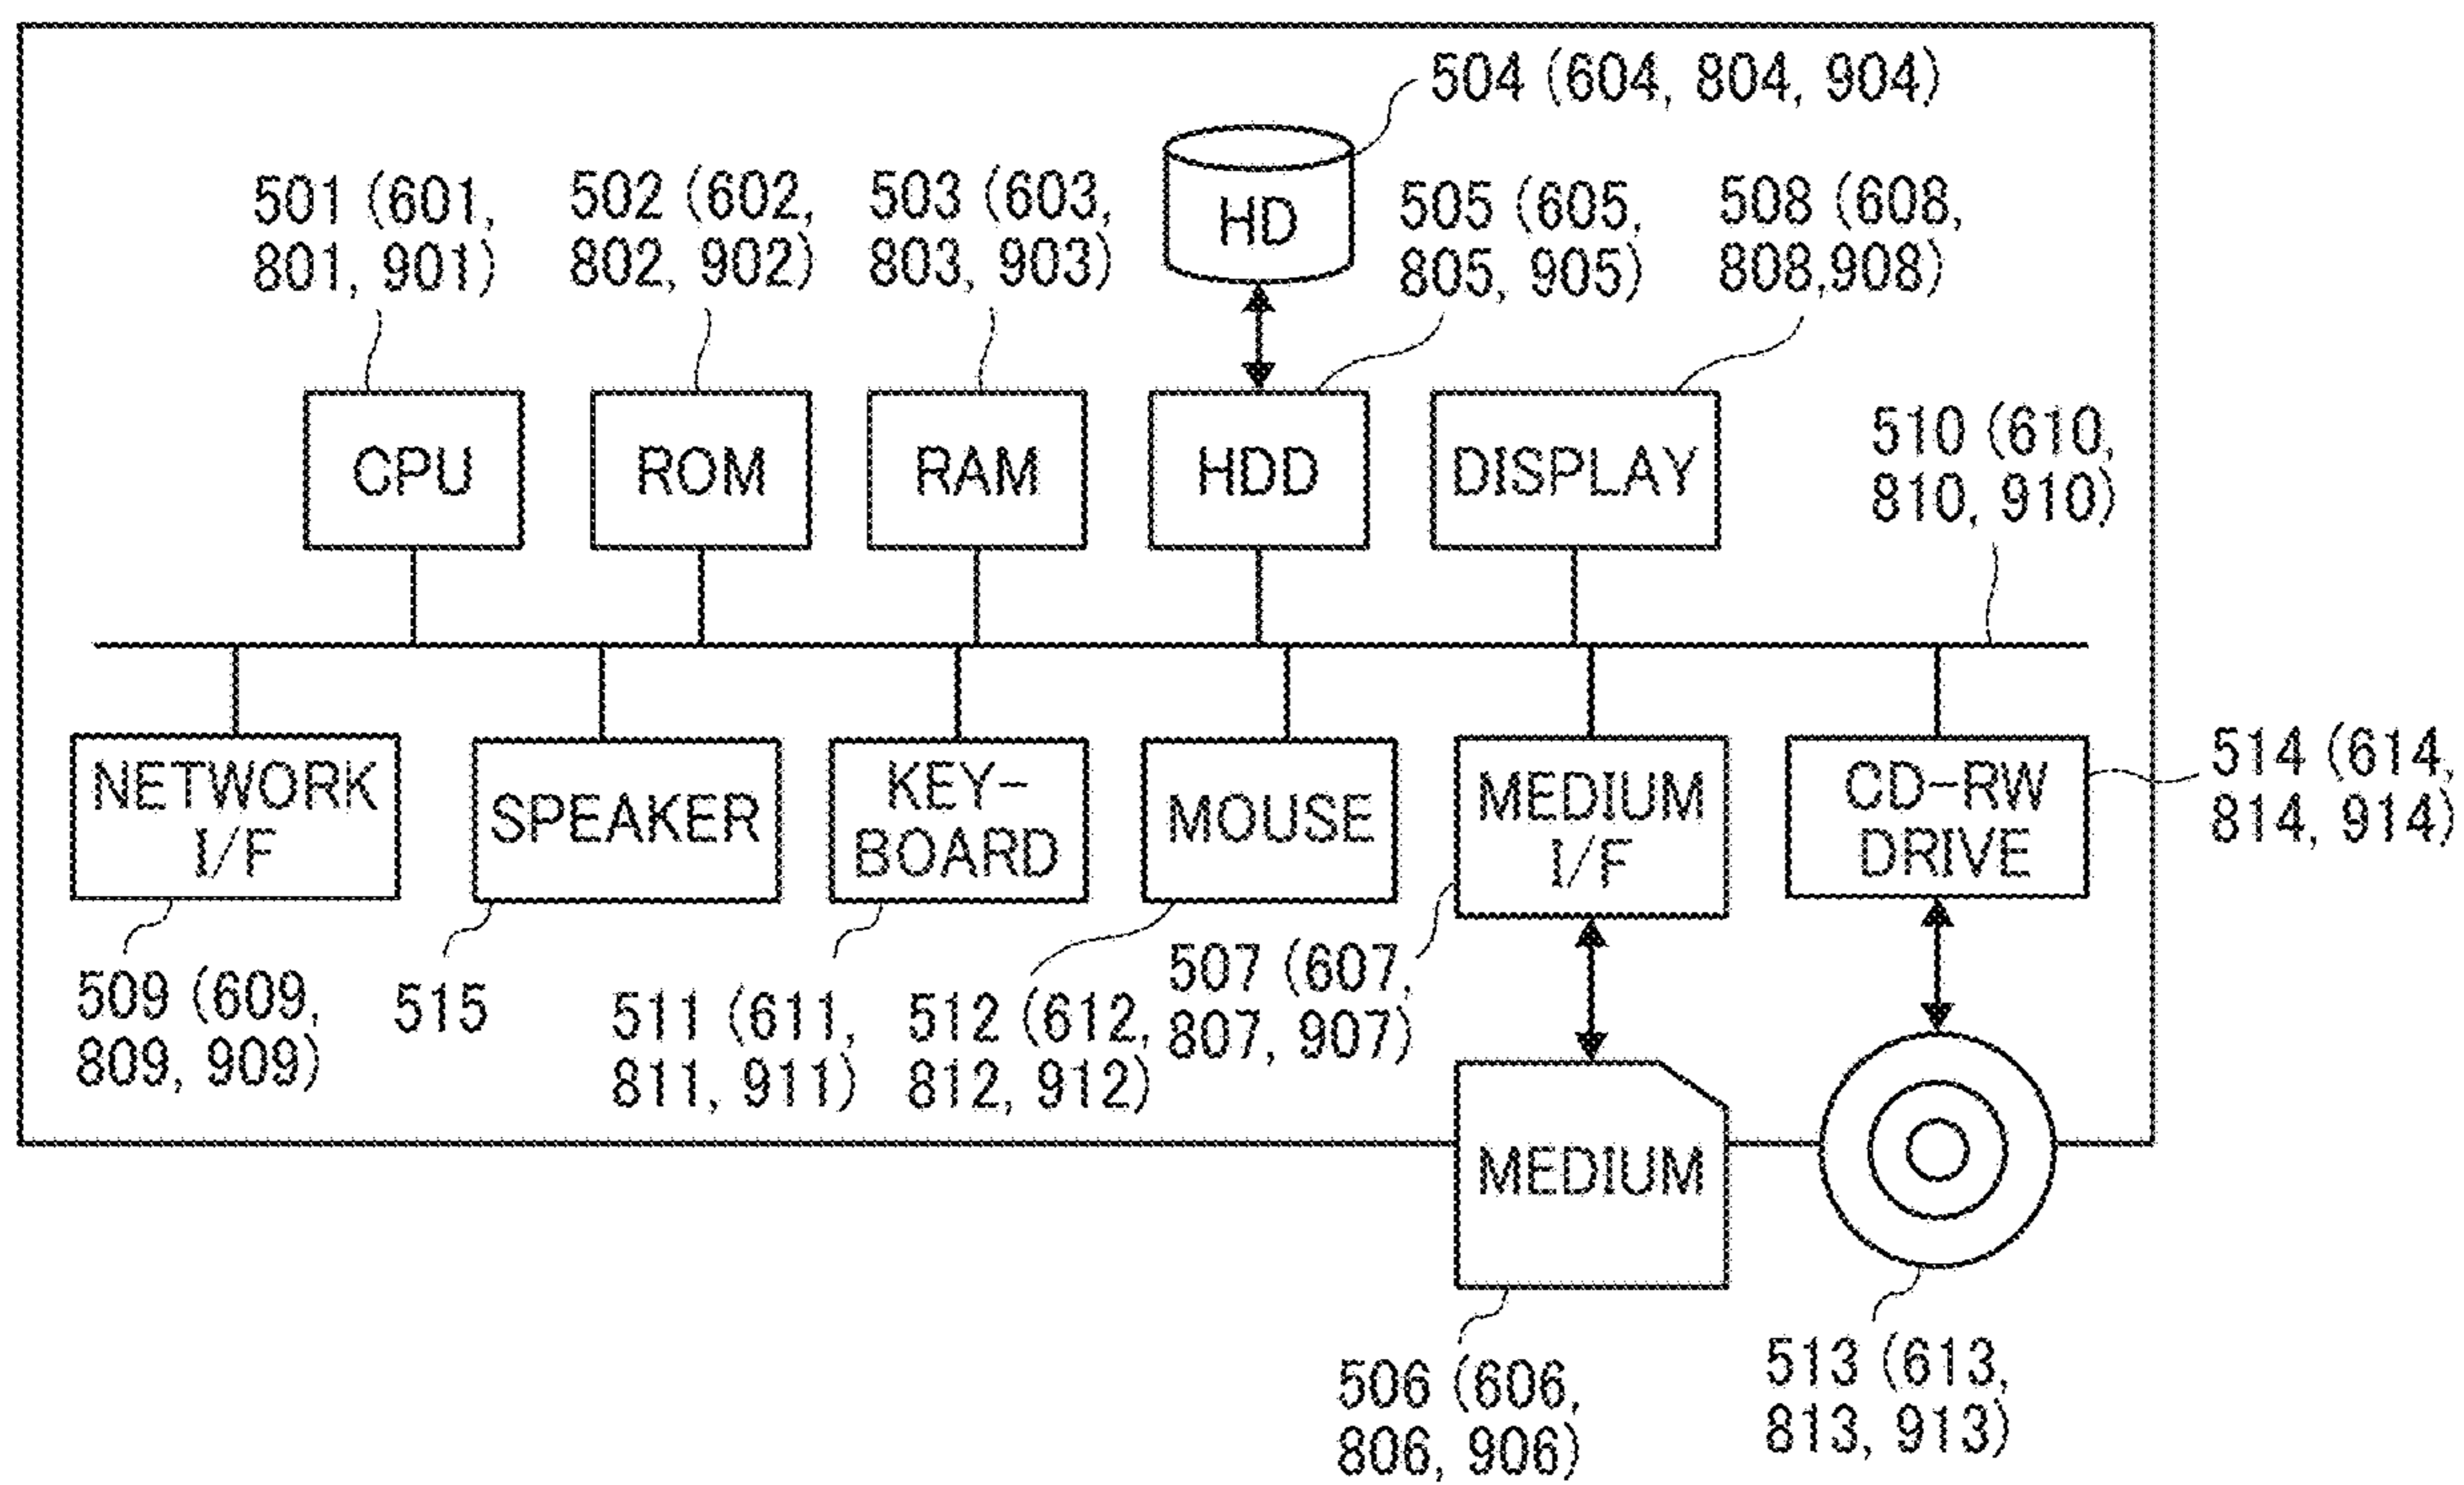 504 (604, 804, 904)
HD
501 (601,
801, 901)
502 (602,
802, 902)
503 (603,
803, 903)
505 (605,
805, 905)
508 (608,
808,908)
CPU
ROM
RAM
HDD
DISPLAY
510 (610,
810, 910)
NETWORK
I/F
SPEAKER
KEY-
BOARD
MOUSE
MEDIUM
I/F
CD-RW
DRIVE
514 (614,
814, 914)
509 (609,
809, 909)
515
511 (611,
811, 911)
512 (612,
812, 912)
507 (607,
807, 907)
MEDIUM
506 (606,
806, 906)
513 (613,
813, 913)